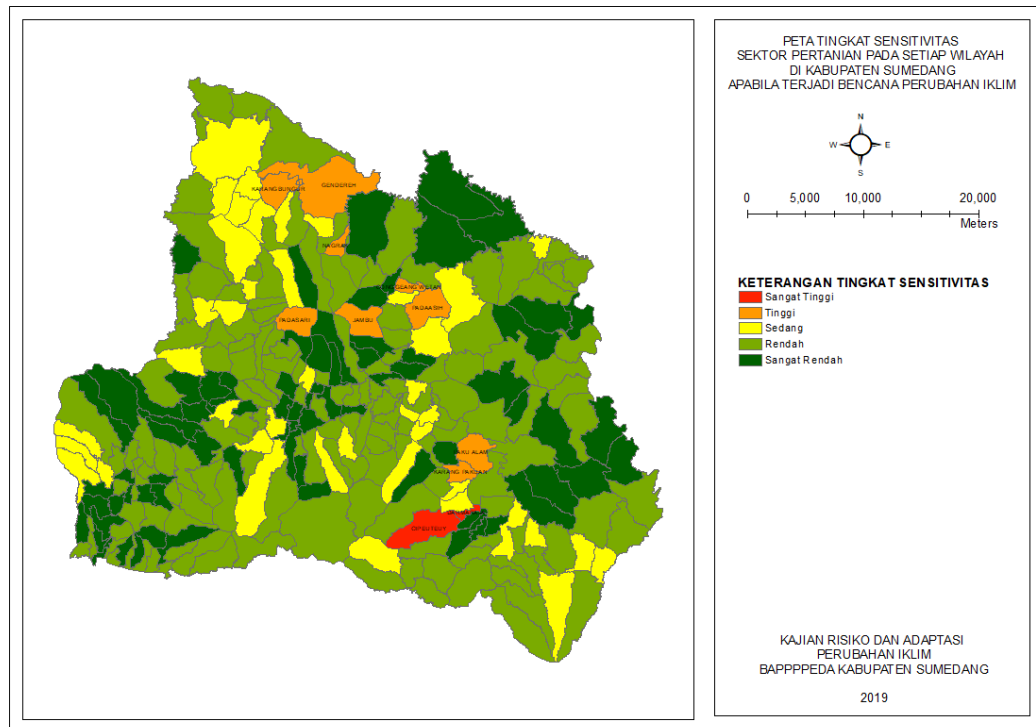 PETA TINGKAT SENSITIVITAS
SEKTOR PERTANIAN PADA SETIAP WILAYAH
DI KABUPATEN SUMEDANG
APABILA TERJADI BENCANA PERUBAHAN IKLIM
N
W E
S
0 5,000 10,000 20,000
Meters
KETERANGAN TINGKAT SENSITIVITAS
Sangat Tinggi
Tinggi
Sedang
Rendah
Sangat Rendah
KAJIAN RISIKO DAN ADAPTASI
PERUBAHAN IKLIM
BAPPPPEDA KABUPATEN SUMEDANG
2019
KARANGBUNGUR
GENDEREH
PADAASIH
PADASARI
JAMBU